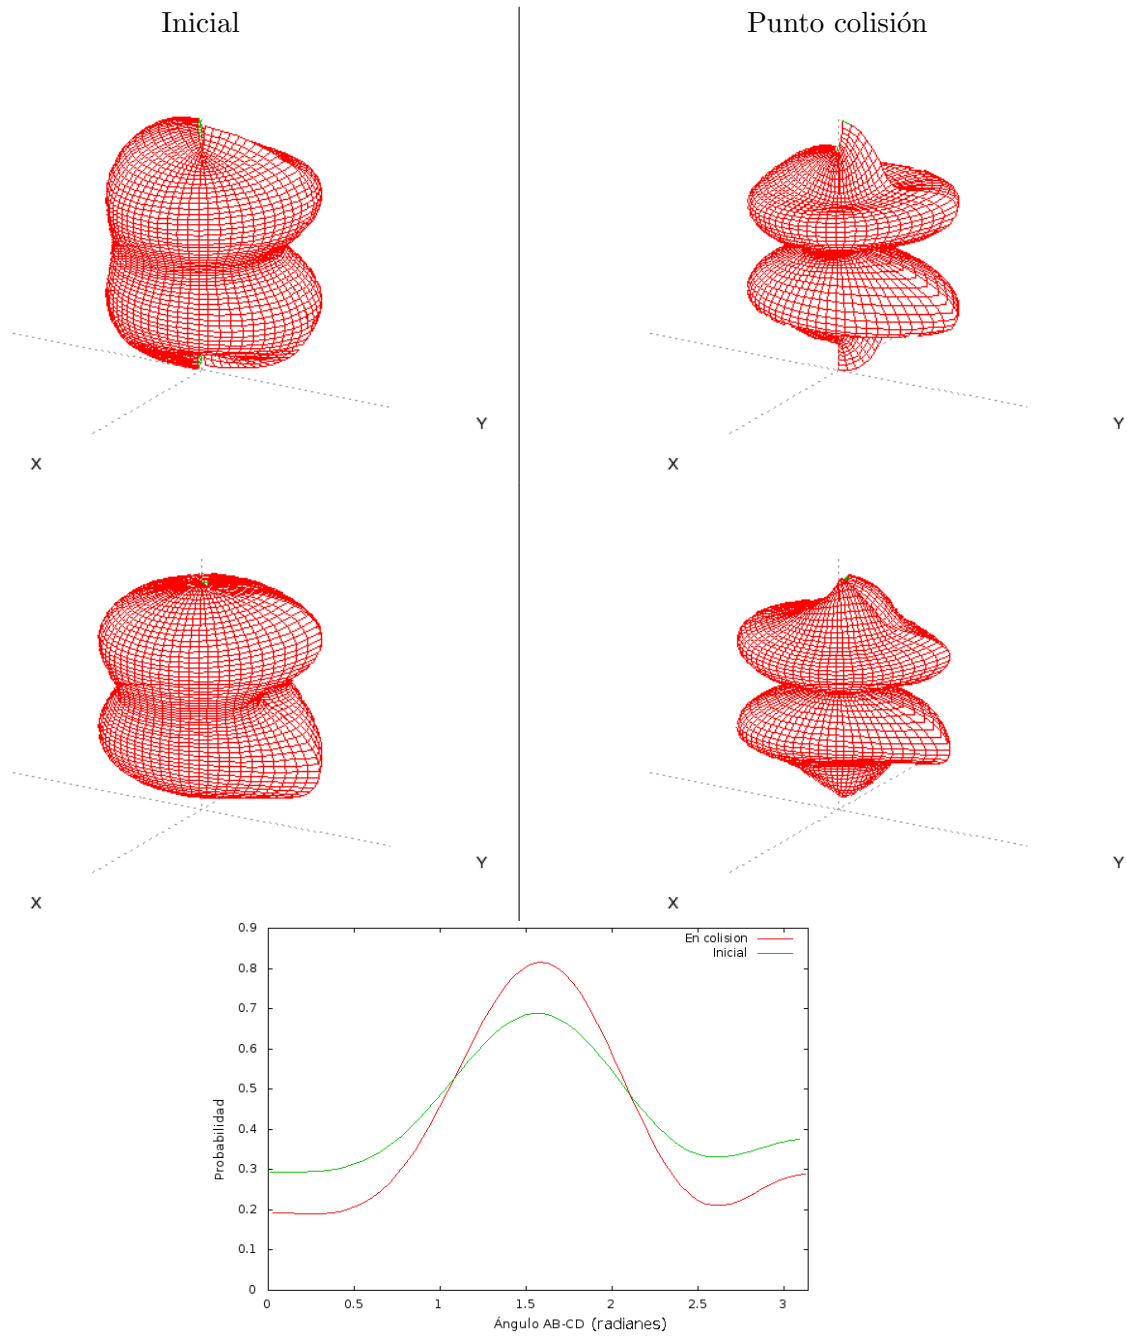 Inicial
Punto colisión
Y
X
Y
X
Y
X
Y
X
0.9
0.8
0.7
0.6
0.5
0.4
0.3
0.2
0.1
0
Probabilidad
En colision
Inicial
0 0.5 1 1.5 2 2.5 3
Ángulo AB-CD (radianes)